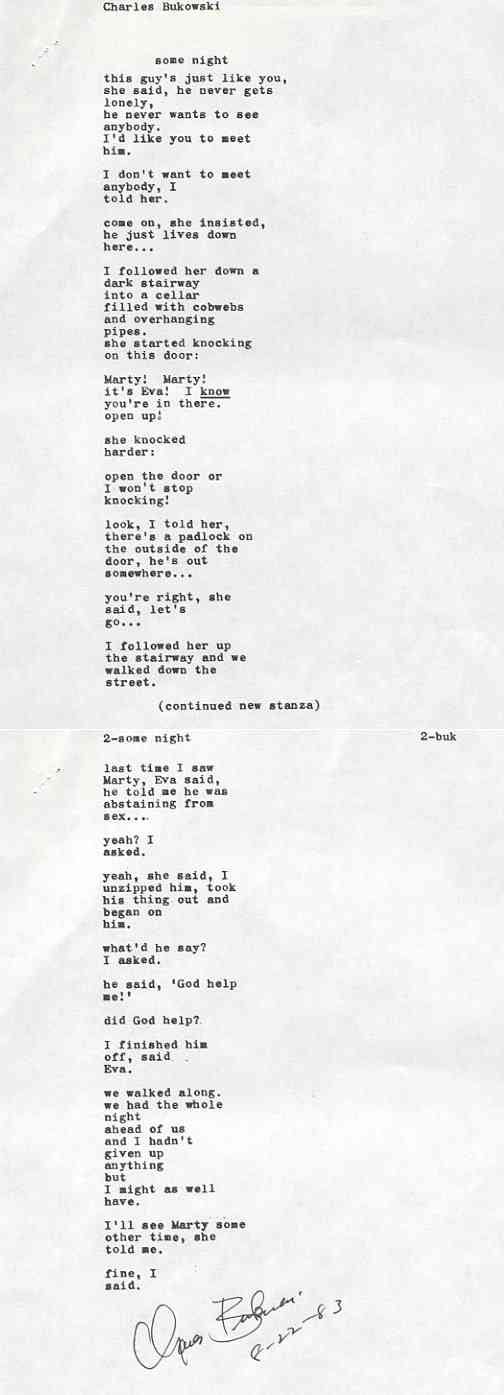 Charles Bukowski
some night
this guy's just like you,
she said, he never gets
lonely,
he never wants to see
anybody.
I'd like you to meet
him.
I don't want to meet
anybody, I
told her.
come on, she insisted,
he just lives down
here...
I followed her down a
dark stairway
into a cellar
filled with cobwebs
and overhanging
pipes.
she started knocking
on this door:
Marty! Marty!
it's Eva! I know
you're in there.
open up!
she knocked
harder:
open the door or
I won't stop
knocking!
look, I told her,
there's a padlock on
the outside of the
door, he's out
somewhere...
you're right, she
said, let's
go...
I followed her up
the stairway and we
walked down the
street.
(continued new stanza)
2-some night 2-buk
last time I saw
Marty, Eva said,
he told me he was
abstaining from
sex...
yeah? I
asked.
yeah, she said, I
unzipped him, took
his thing out and
began on
him.
what'd he say?
I asked.
he said, 'God help
me!'
did God help?
I finished him
off, said
Eva.
we walked along.
we had the whole
night
ahead of us
and I hadn't
given up
anything
but
I might as well
have.
I'll see Marty some
other time, she
told me.
fine, I
said.
Charles Bukowski
8-22-83